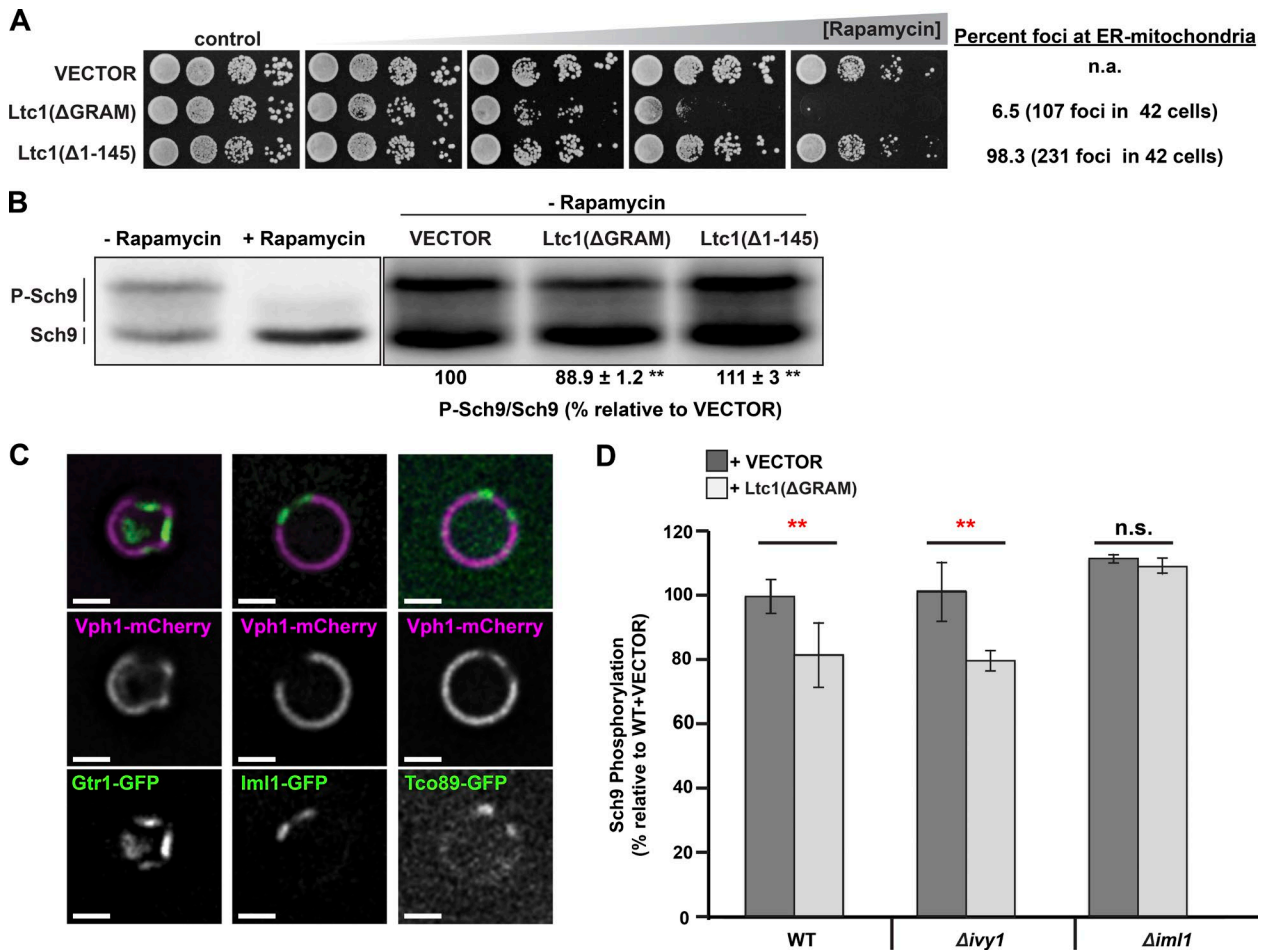 A
[Rapamycin]
control
Percent foci at ER-mitochondria
VECTOR
n.a.
Ltc1(ΔGRAM)
6.5 (107 foci in 42 cells)
Ltc1(Δ1-145)
98.3 (231 foci in 42 cells)
B
- Rapamycin
- Rapamycin
+ Rapamycin
VECTOR
Ltc1(ΔGRAM)
Ltc1(Δ1-145)
P-Sch9
Sch9
100
88.9 ± 1.2 **
111 ± 3 **
P-Sch9/Sch9 (% relative to VECTOR)
C
Vph1-mCherry
Vph1-mCherry
Vph1-mCherry
Gtr1-GFP
Iml1-GFP
Tco89-GFP
D
+ VECTOR
+ Ltc1(ΔGRAM)
Sch9 Phosphorylation
(% relative to WT+VECTOR)
120
100
80
60
40
20
0
**
**
n.s.
WT
Δivy1
Δiml1